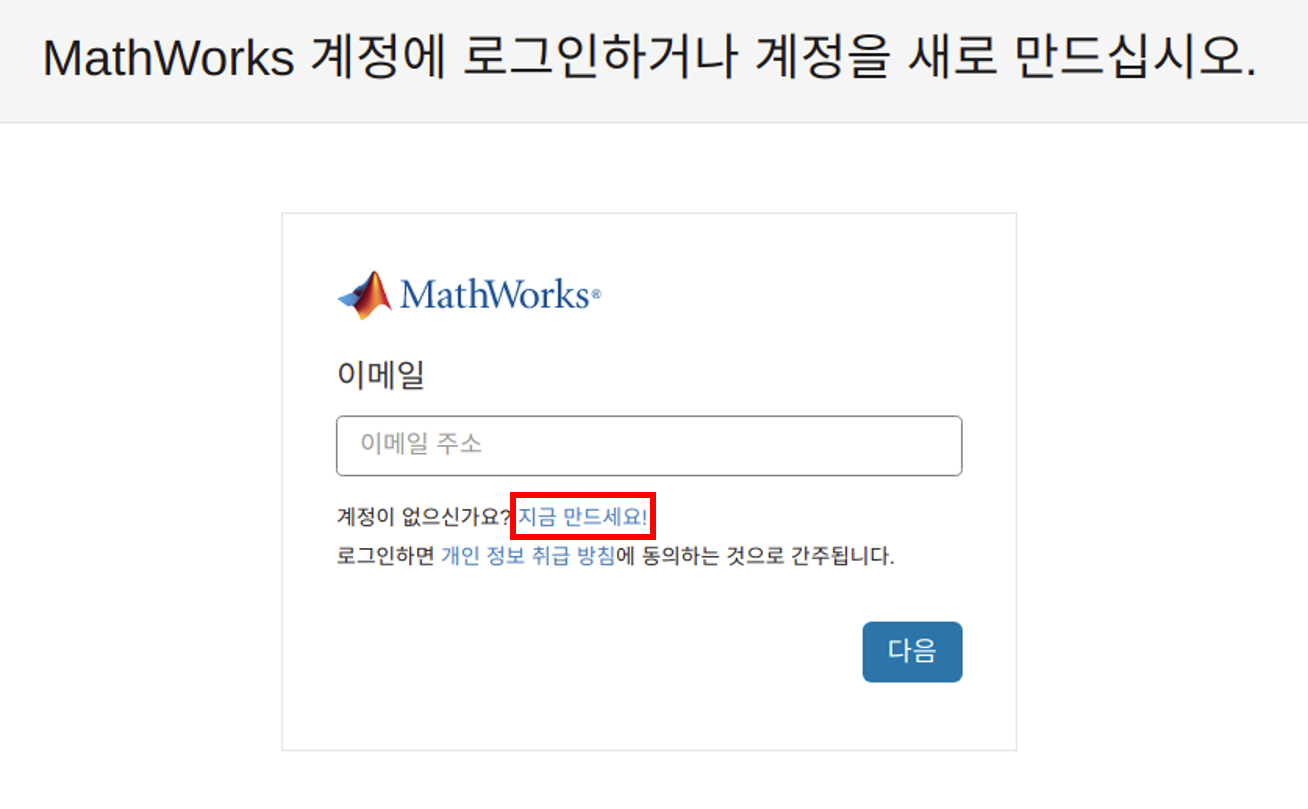 MathWorks 계정에 로그인하거나 계정을 새로 만드십시오.
MathWorks®
이메일
이메일 주소
계정이 없으신가요? 지금 만드세요!
로그인하면 개인 정보 취급 방침에 동의하는 것으로 간주됩니다.
다음